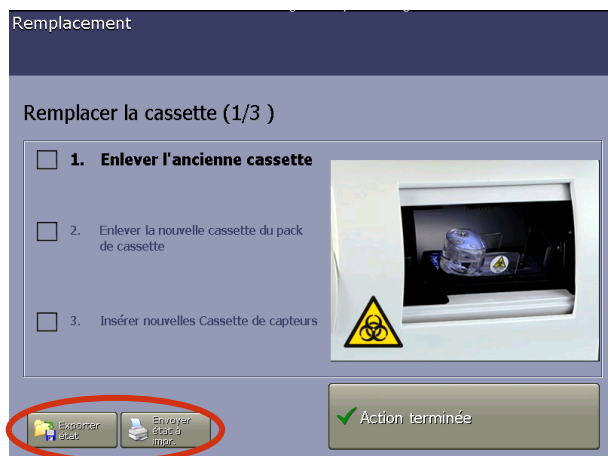 Remplacement
Remplacer la cassette (1/3 )
1. Enlever l'ancienne cassette
2. Enlever la nouvelle cassette du pack
de cassette
3. Insérer nouvelles Cassette de capteurs
Exporter
état
Envoyer
état à
impr.
Action terminée